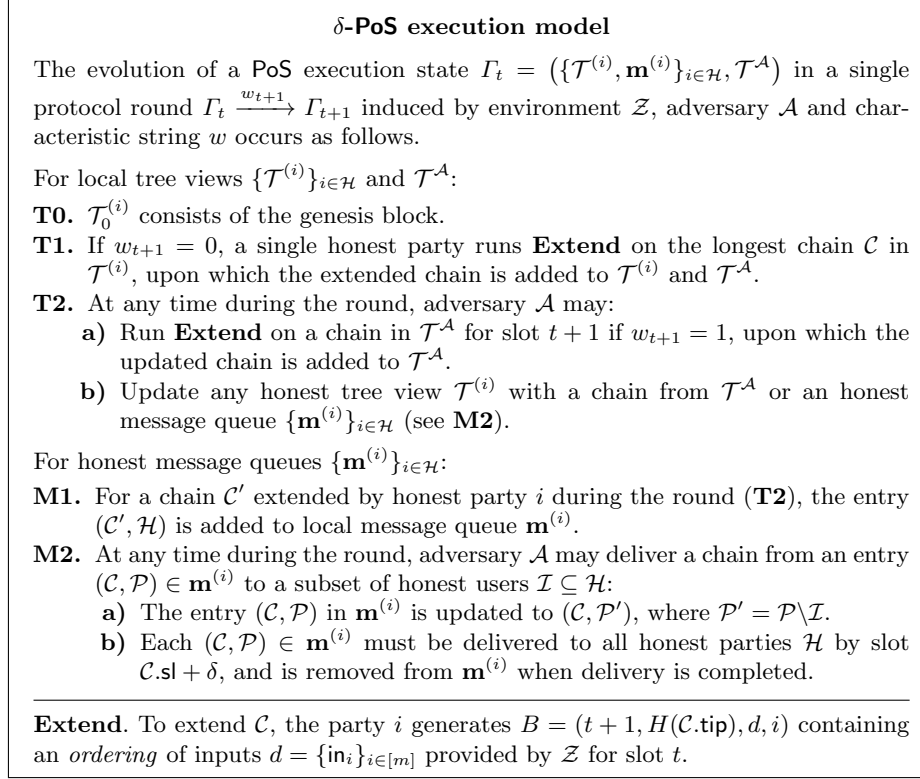 δ-PoS execution model
The evolution of a PoS execution state Γₜ = ({𝒯⁽ⁱ⁾, 𝐦⁽ⁱ⁾}_{i∈ℋ}, 𝒯^𝒜) in a single
protocol round Γₜ —w_{t+1}→ Γ_{t+1} induced by environment 𝒵, adversary 𝒜 and char-
acteristic string w occurs as follows.
For local tree views {𝒯⁽ⁱ⁾}_{i∈ℋ} and 𝒯^𝒜:
T0. 𝒯₀⁽ⁱ⁾ consists of the genesis block.
T1. If w_{t+1} = 0, a single honest party runs Extend on the longest chain 𝒞 in
𝒯⁽ⁱ⁾, upon which the extended chain is added to 𝒯⁽ⁱ⁾ and 𝒯^𝒜.
T2. At any time during the round, adversary 𝒜 may:
a) Run Extend on a chain in 𝒯^𝒜 for slot t + 1 if w_{t+1} = 1, upon which the
updated chain is added to 𝒯^𝒜.
b) Update any honest tree view 𝒯⁽ⁱ⁾ with a chain from 𝒯^𝒜 or an honest
message queue {𝐦⁽ⁱ⁾}_{i∈ℋ} (see M2).
For honest message queues {𝐦⁽ⁱ⁾}_{i∈ℋ}:
M1. For a chain 𝒞′ extended by honest party i during the round (T2), the entry
(𝒞′, ℋ) is added to local message queue 𝐦⁽ⁱ⁾.
M2. At any time during the round, adversary 𝒜 may deliver a chain from an entry
(𝒞, 𝒫) ∈ 𝐦⁽ⁱ⁾ to a subset of honest users ℐ ⊆ ℋ:
a) The entry (𝒞, 𝒫) in 𝐦⁽ⁱ⁾ is updated to (𝒞, 𝒫′), where 𝒫′ = 𝒫\ℐ.
b) Each (𝒞, 𝒫) ∈ 𝐦⁽ⁱ⁾ must be delivered to all honest parties ℋ by slot
𝒞.sl + δ, and is removed from 𝐦⁽ⁱ⁾ when delivery is completed.
Extend. To extend 𝒞, the party i generates B = (t + 1, H(𝒞.tip), d, i) containing
an ordering of inputs d = {inᵢ}_{i∈[m]} provided by 𝒵 for slot t.